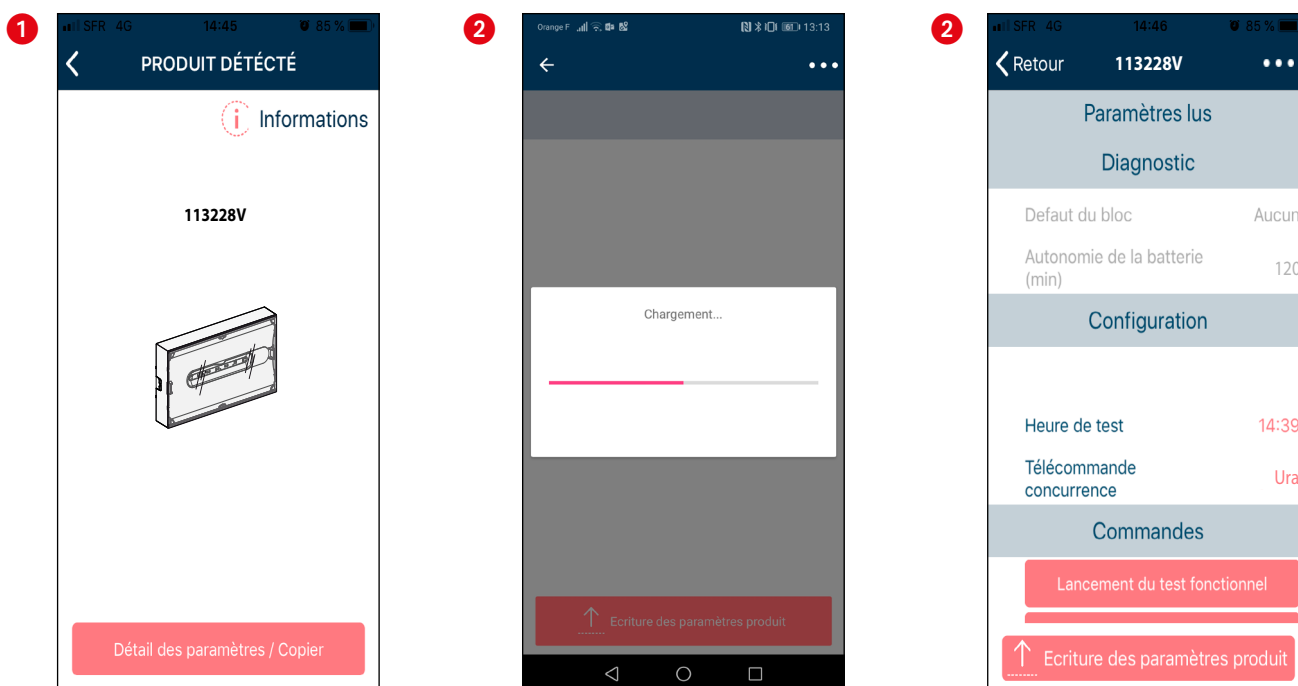 1
SFR 4G 14:45 85 %
PRODUIT DÉTÉCTÉ
i Informations
113228V
Détail des paramètres / Copier
2
Orange F 61 13:13
Chargement...
Ecriture des paramètres produit
2
SFR 4G 14:46 85 %
Retour 113228V
Paramètres lus
Diagnostic
Defaut du bloc Aucun
Autonomie de la batterie
(min) 120
Configuration
Heure de test 14:39
Télécommande
concurrence Ura
Commandes
Lancement du test fonctionnel
Ecriture des paramètres produit